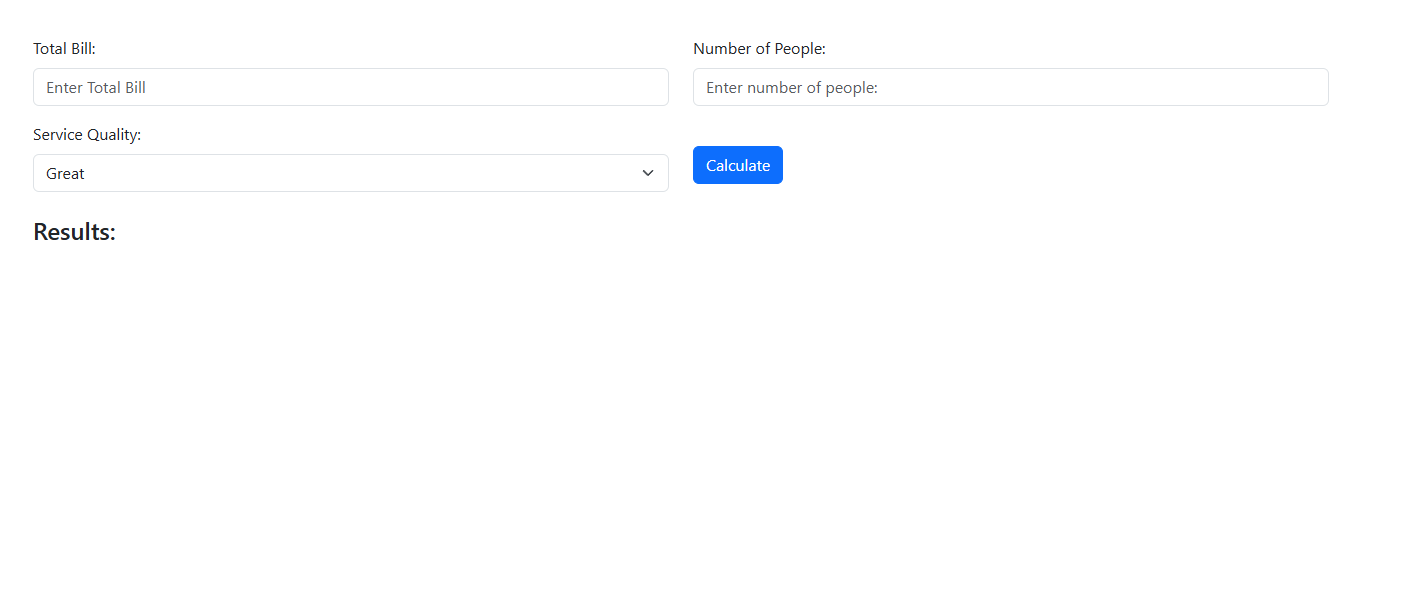 Total Bill:
Number of People:
Enter Total Bill
Enter number of people:
Service Quality:
Great
Calculate
Results: